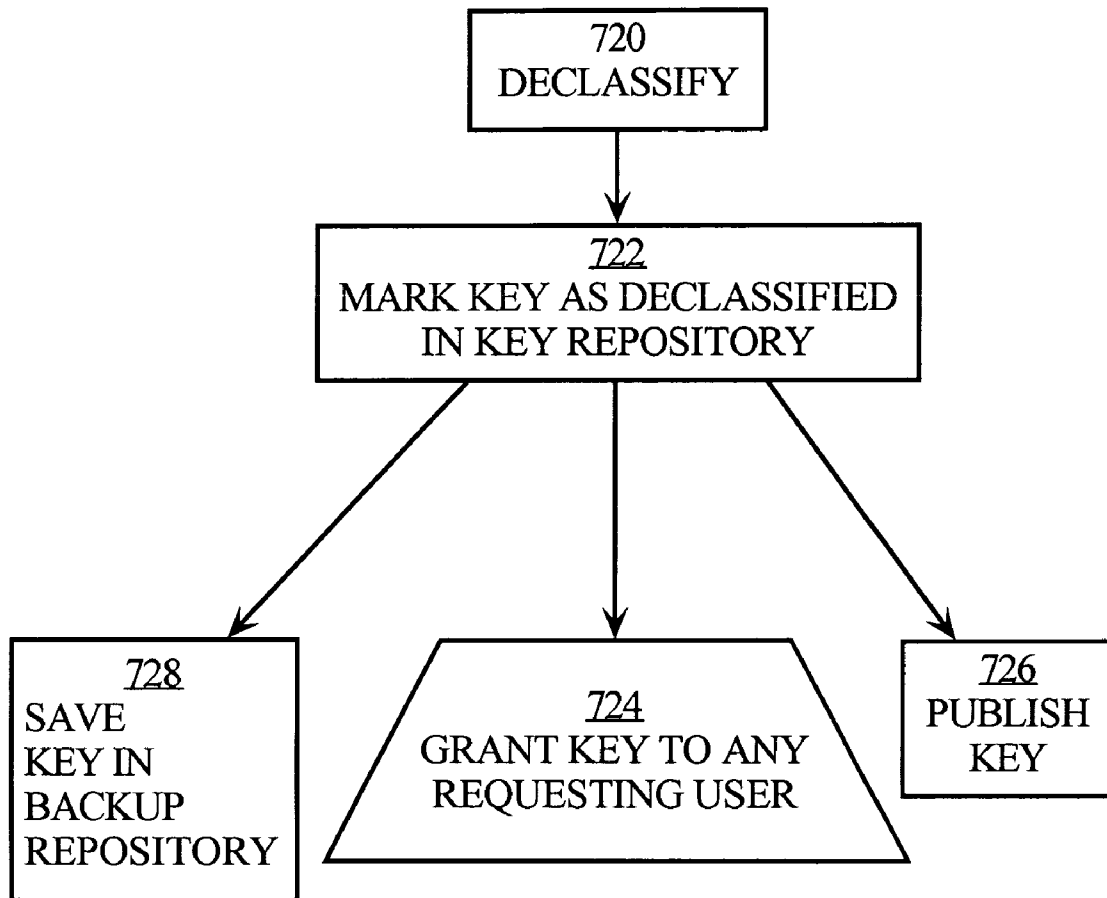 720
DECLASSIFY
722
MARK KEY AS DECLASSIFIED
IN KEY REPOSITORY
728
SAVE
KEY IN
BACKUP
REPOSITORY
724
GRANT KEY TO ANY
REQUESTING USER
726
PUBLISH
KEY